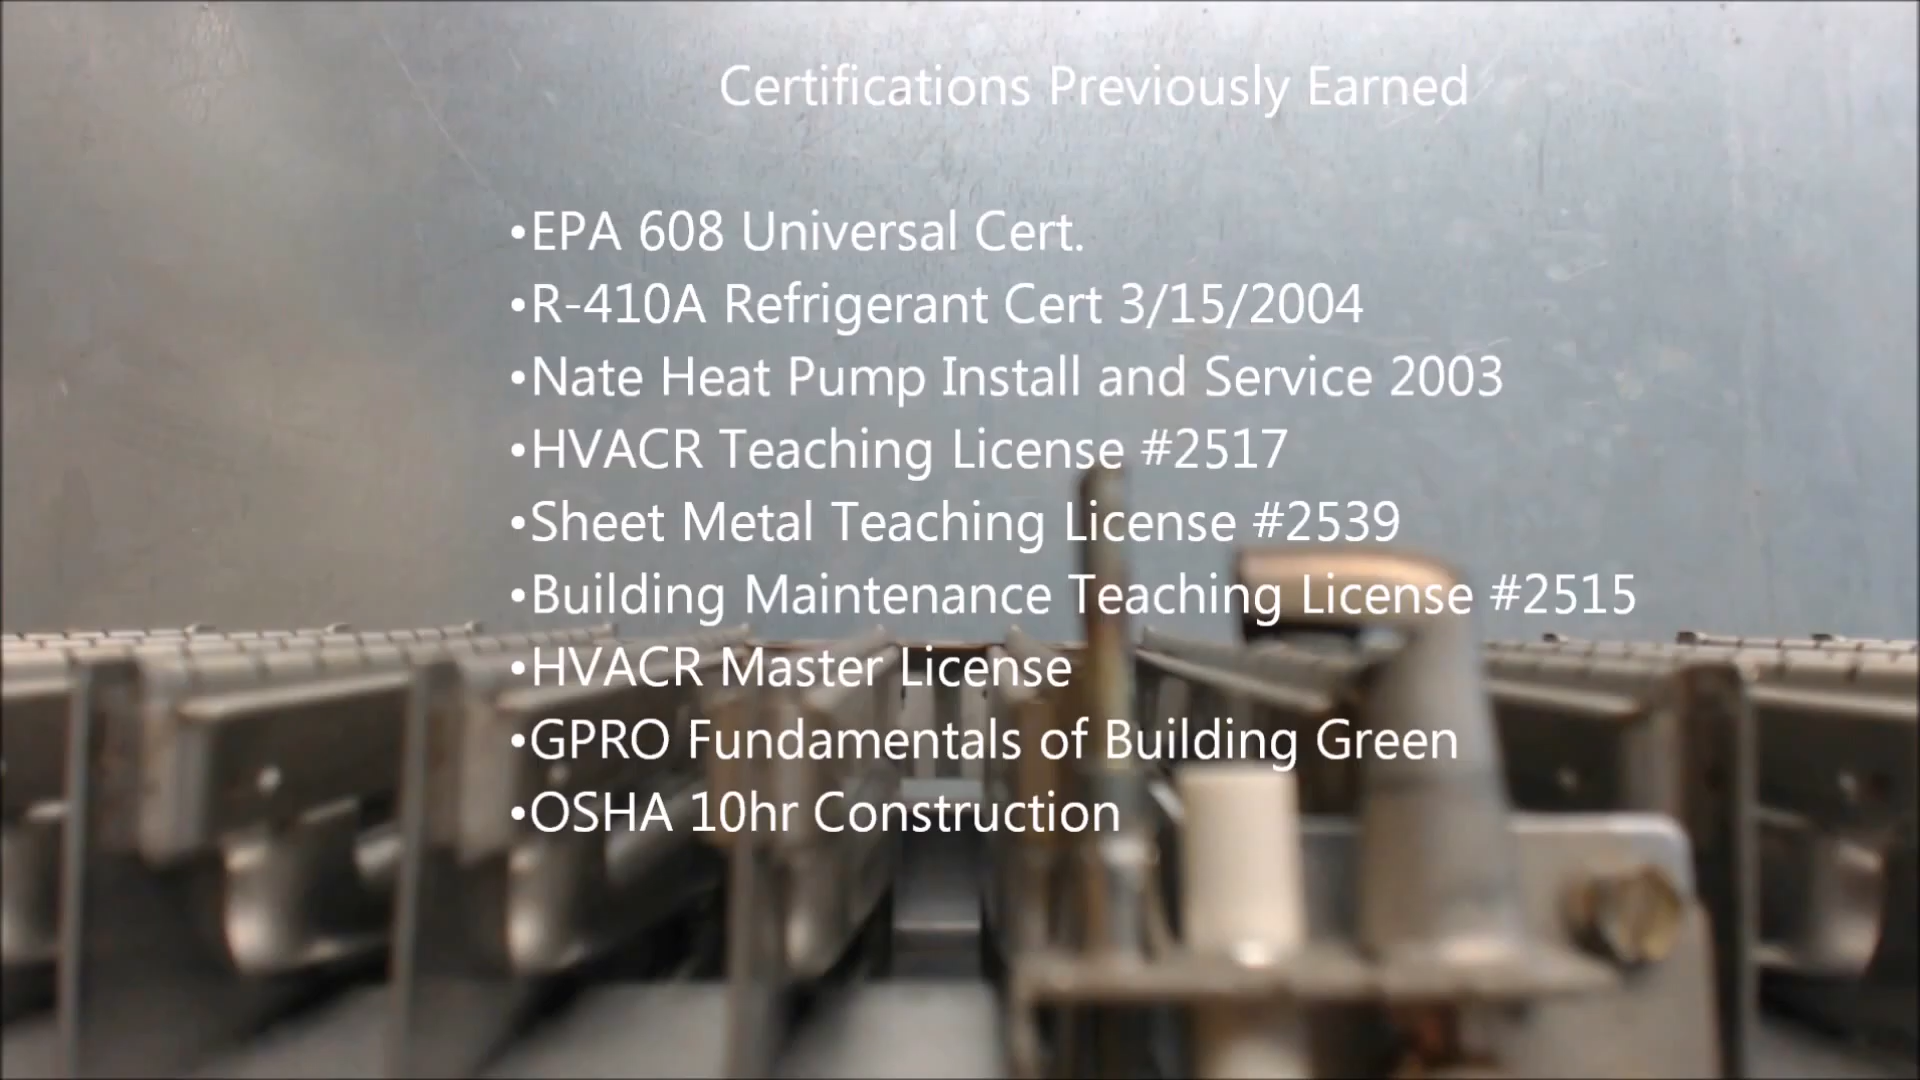 Certifications Previously Earned
•EPA 608 Universal Cert.
•R-410A Refrigerant Cert 3/15/2004
•Nate Heat Pump Install and Service 2003
•HVACR Teaching License #2517
•Sheet Metal Teaching License #2539
•Building Maintenance Teaching License #2515
•HVACR Master License
•GPRO Fundamentals of Building Green
•OSHA 10hr Construction